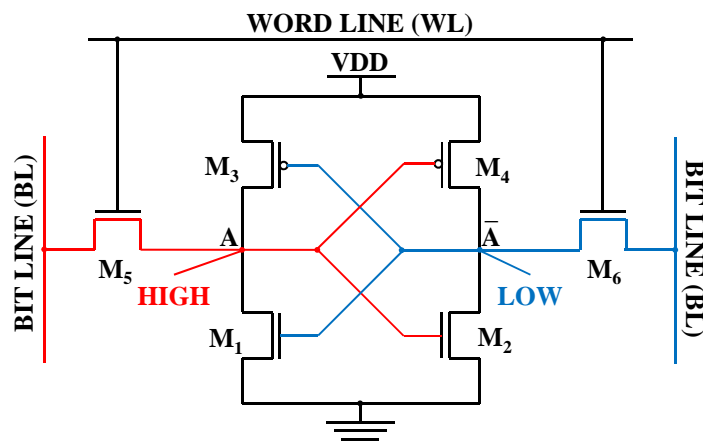 WORD LINE (WL)
VDD
BIT LINE (BL)
M₃
M₄
BIT LINE (BL)
A
A̅
M₅
HIGH
LOW
M₆
M₁
M₂